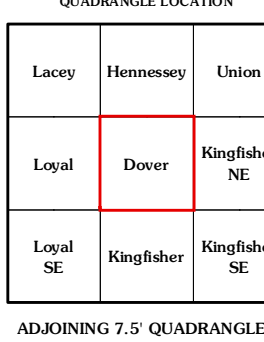 QUADRANGLE LOCATION
Lacey Hennessey Union
Loyal Dover Kingfishe
NE
Loyal
SE Kingfisher Kingfishe
SE
ADJOINING 7.5' QUADRANGLE